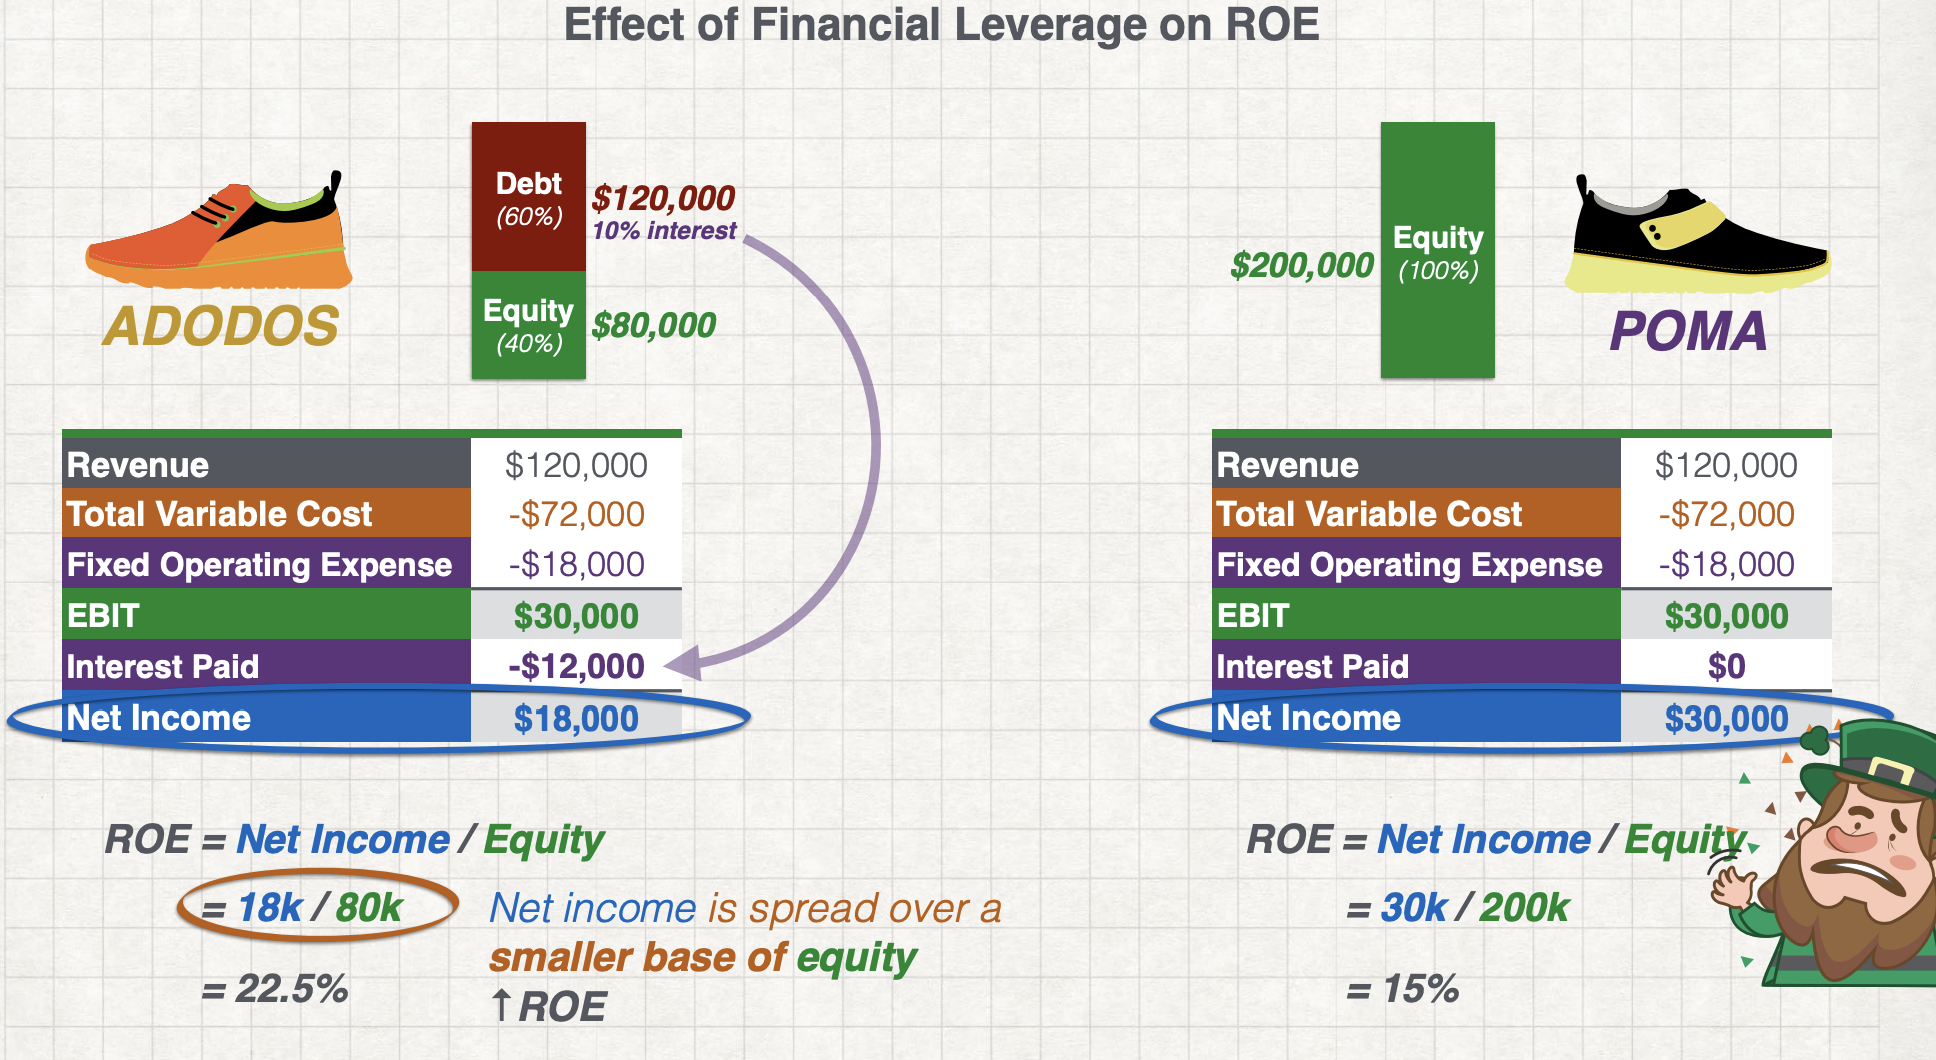 Effect of Financial Leverage on ROE
Debt
(60%)
$120,000
10% interest
Equity
(40%)
$80,000
ADODOS
$200,000
Equity
(100%)
POMA
Revenue $120,000
Total Variable Cost -$72,000
Fixed Operating Expense -$18,000
EBIT $30,000
Interest Paid -$12,000
Net Income $18,000
Revenue $120,000
Total Variable Cost -$72,000
Fixed Operating Expense -$18,000
EBIT $30,000
Interest Paid $0
Net Income $30,000
ROE = Net Income / Equity
= 18k / 80k
= 22.5%
Net income is spread over a
smaller base of equity
↑ROE
ROE = Net Income / Equity
= 30k / 200k
= 15%